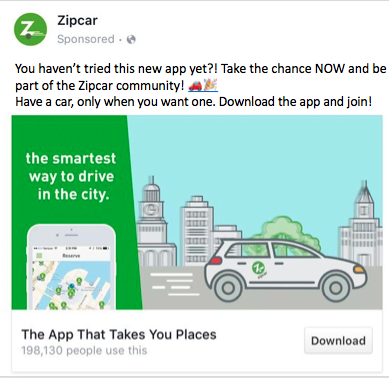 Zipcar
Sponsored ·
You haven't tried this new app yet?! Take the chance NOW and be
part of the Zipcar community! 🚗🎉
Have a car, only when you want one. Download the app and join!
the smartest
way to drive
in the city.
Reserve
The App That Takes You Places
198,130 people use this
Download